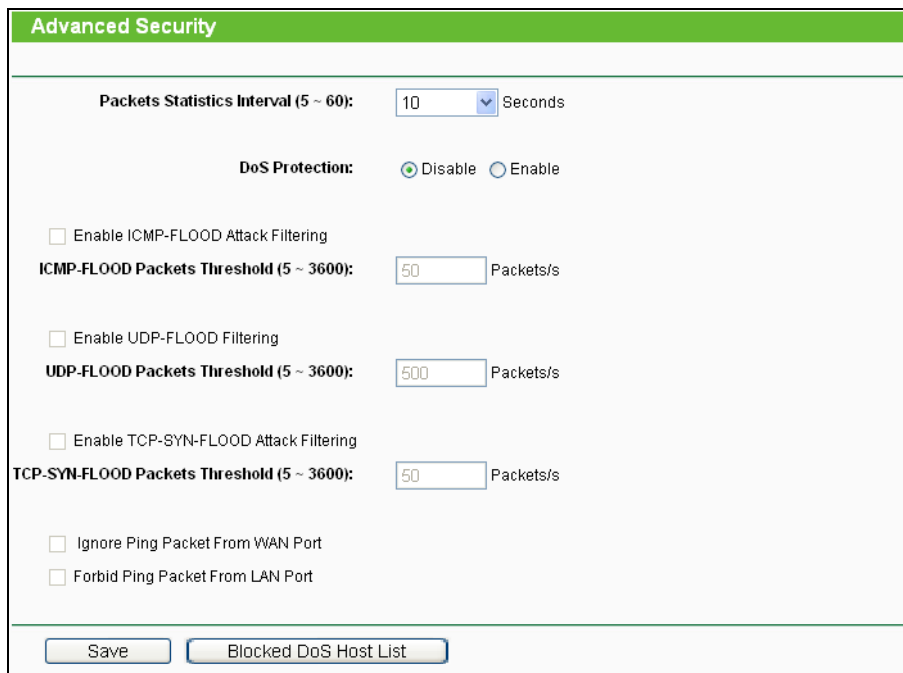 Advanced Security
Packets Statistics Interval (5 ~ 60): 10 Seconds
DoS Protection: Disable Enable
Enable ICMP-FLOOD Attack Filtering
ICMP-FLOOD Packets Threshold (5 ~ 3600): 50 Packets/s
Enable UDP-FLOOD Filtering
UDP-FLOOD Packets Threshold (5 ~ 3600): 500 Packets/s
Enable TCP-SYN-FLOOD Attack Filtering
TCP-SYN-FLOOD Packets Threshold (5 ~ 3600): 50 Packets/s
Ignore Ping Packet From WAN Port
Forbid Ping Packet From LAN Port
Save Blocked DoS Host List